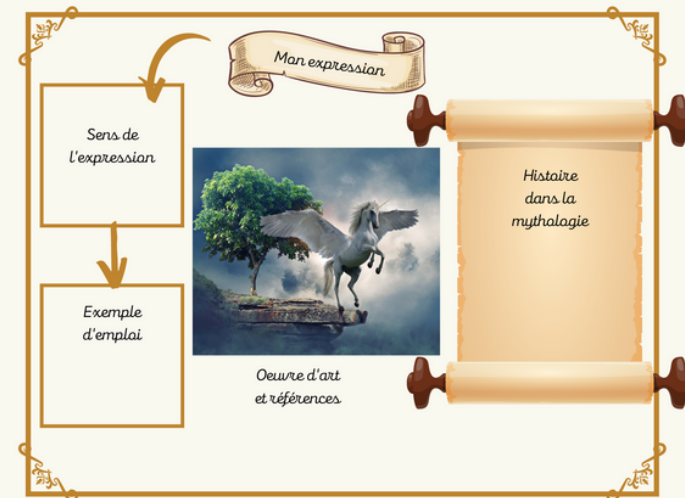 Mon expression
Sens de
l'expression
Exemple
d'emploi
Oeuvre d'art
et références
Histoire
dans la
mythologie